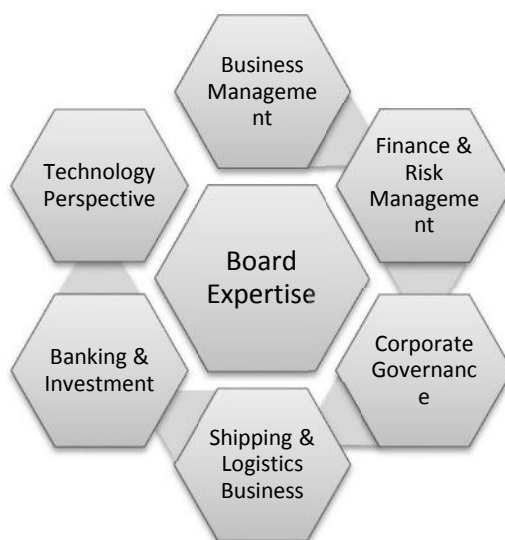 Business
Manageme
nt
Finance &
Risk
Manageme
nt
Corporate
Governanc
e
Shipping &
Logistics
Business
Banking &
Investment
Technology
Perspective
Board
Expertise